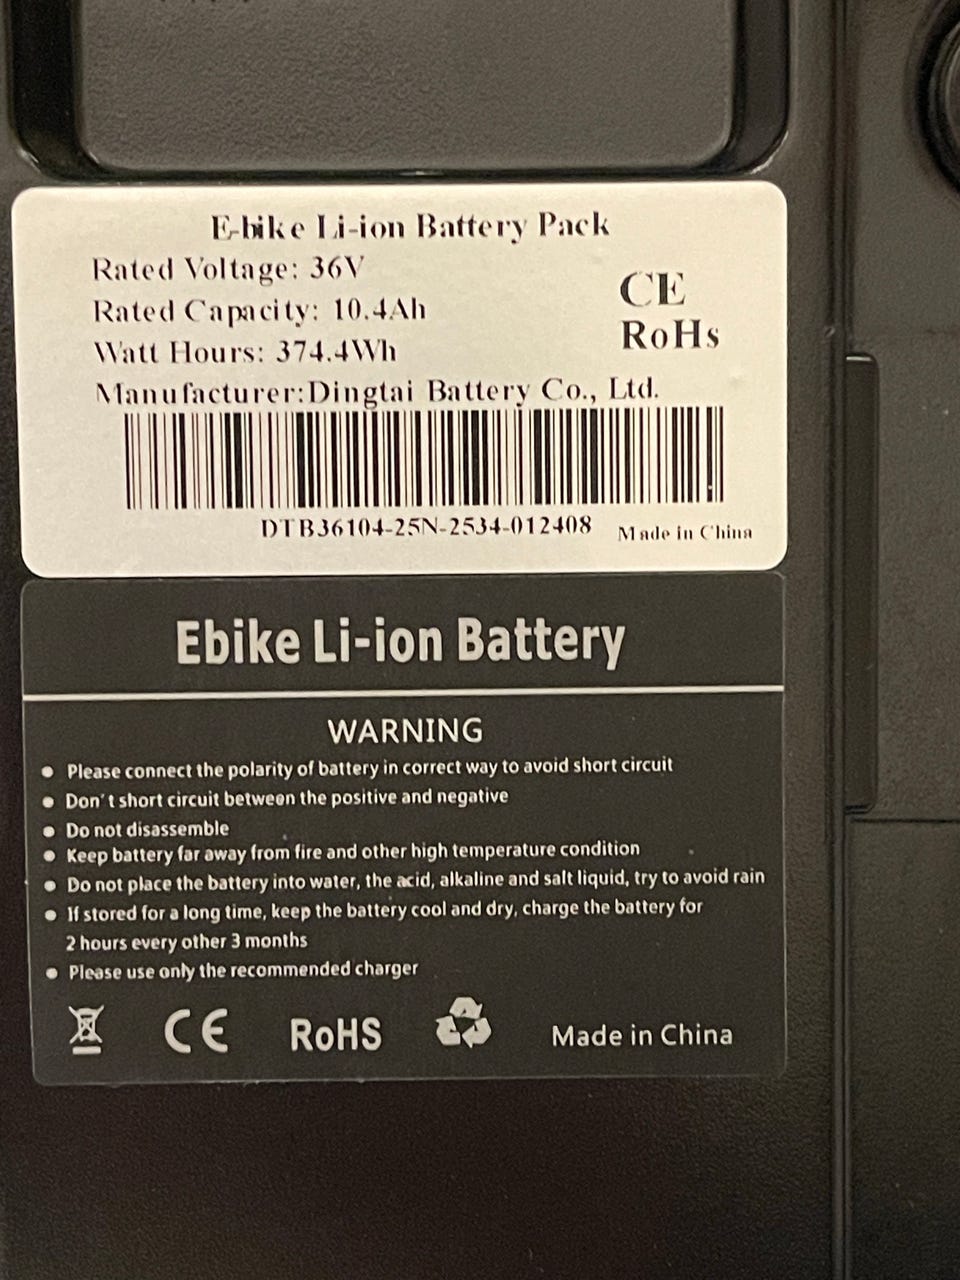 E-bike Li-ion Battery Pack
Rated Voltage: 36V
Rated Capacity: 10.4Ah
CE
RoHs
Watt Hours: 374.4Wh
Manufacturer:Dingtai Battery Co., Ltd.
DTB36104-25N-2534-012408 Made in China
Ebike Li-ion Battery
WARNING
● Please connect the polarity of battery in correct way to avoid short circuit
● Don't short circuit between the positive and negative
● Do not disassemble
● Keep battery far away from fire and other high temperature condition
● Do not place the battery into water, the acid, alkaline and salt liquid, try to avoid rain
● If stored for a long time, keep the battery cool and dry, charge the battery for
2 hours every other 3 months
● Please use only the recommended charger
CE RoHS Made in China